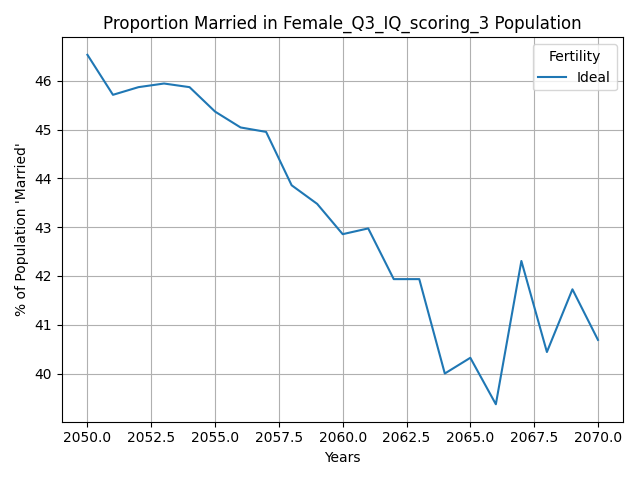 Proportion Married in Female_Q3_IQ_scoring_3 Population
Fertility
Ideal
% of Population 'Married'
46
45
44
43
42
41
40
2050.0 2052.5 2055.0 2057.5 2060.0 2062.5 2065.0 2067.5 2070.0
Years